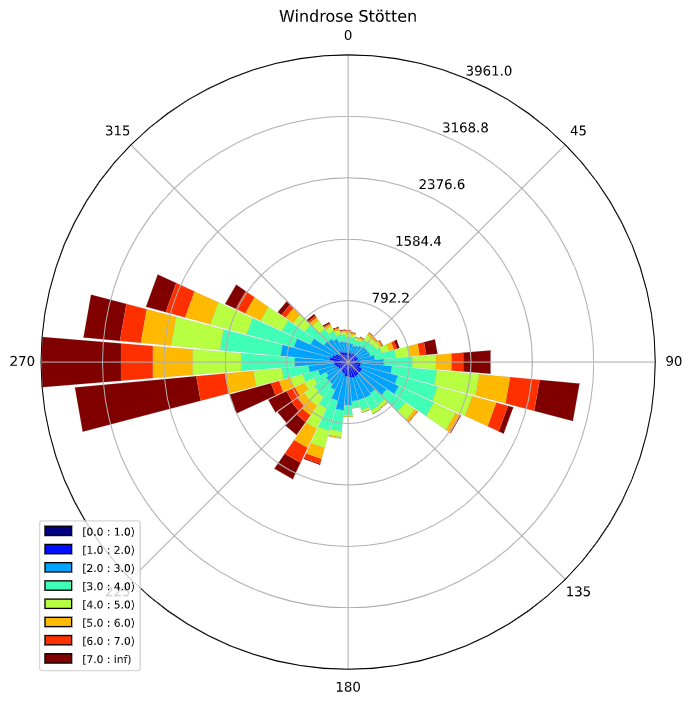 Windrose Stötten
0
3961.0
315
45
3168.8
2376.6
1584.4
792.2
270
90
[0.0 : 1.0)
[1.0 : 2.0)
[2.0 : 3.0)
[3.0 : 4.0)
225
135
[4.0 : 5.0)
[5.0 : 6.0)
[6.0 : 7.0)
[7.0 : inf)
180